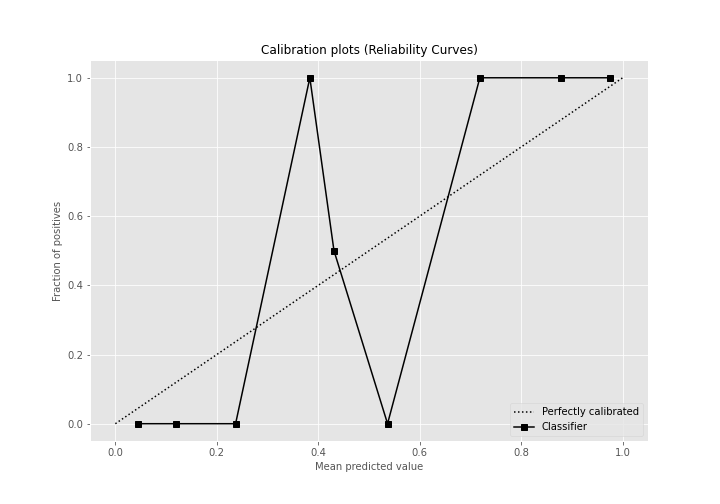 Calibration plots (Reliability Curves)
1.0
0.8
0.6
0.4
0.2
0.0
Fraction of positives
0.0 0.2 0.4 0.6 0.8 1.0
Mean predicted value
Perfectly calibrated
Classifier